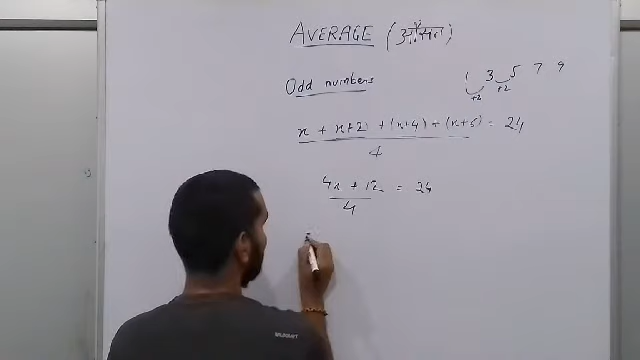 AVERAGE (औसत)
Odd numbers
1 3 5 7 9
+2 +2
x + (x+2) + (x+4) + (x+6) = 24
4
4x + 12 = 24
4